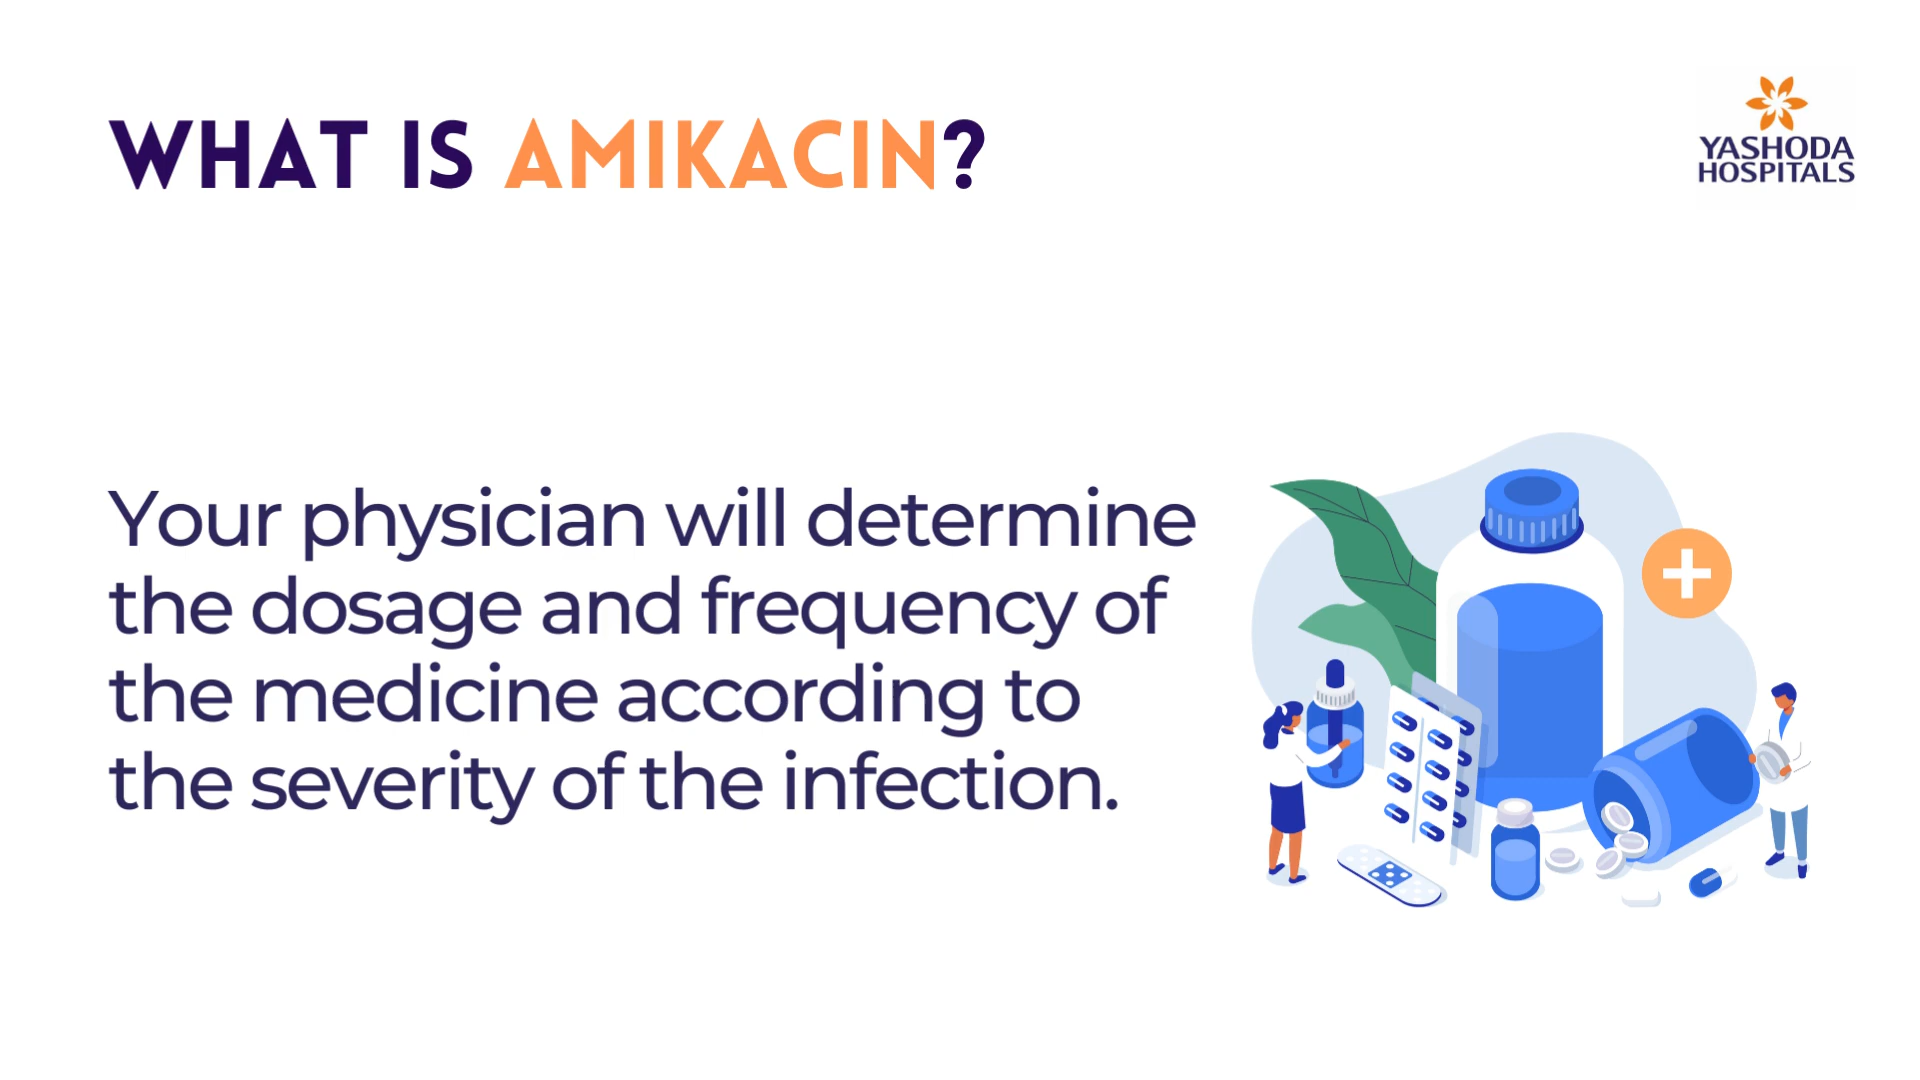 WHAT IS AMIKACIN?
YASHODA
HOSPITALS
Your physician will determine
the dosage and frequency of
the medicine according to
the severity of the infection.